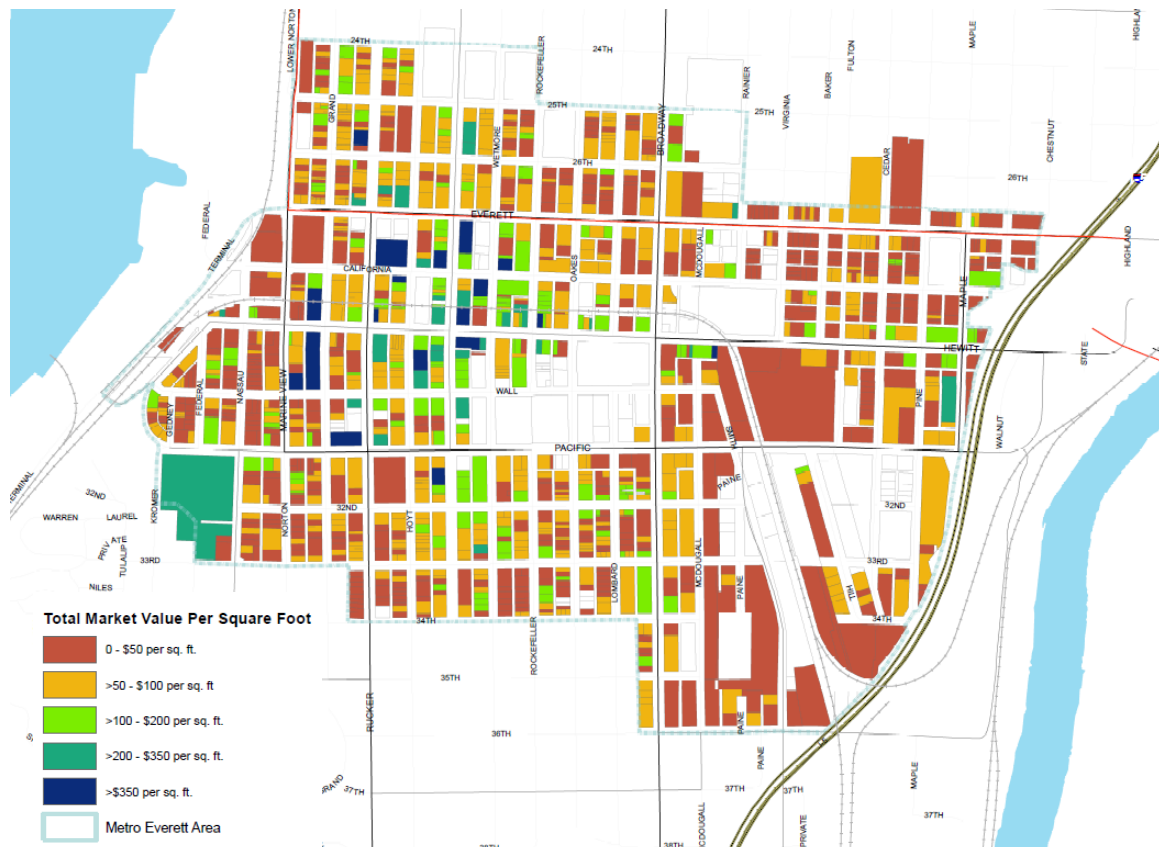 LOWER NORTON
24TH
ROCKEFELLER
24TH
FULTON
MAPLE
HIGHLAN
GRAND
WETMORE
25TH
BROADWAY
RAINIER
VIRGINIA
BAKER
25TH
CHESTNUT
26TH
CEDAR
26TH
FEDERAL
TERMINAL
EVERETT
HIGHLAND
CALIFORNIA
OAKES
MCDOUGALL
MAPLE
HEWITT
STATE
FEDERAL
NASSAU
MARINE VIEW
WALL
PINE
WALNUT
GEDNEY
PACIFIC
SMITH
TERMINAL
32ND
KROMER
PAINE
WARREN
LAUREL
NORTON
32ND
HOYT
32ND
PRIVATE
TULALIP
33RD
33RD
NILES
LOMBARD
MCDOUGALL
PAINE
HILL
Total Market Value Per Square Foot
0 - $50 per sq. ft.
>50 - $100 per sq. ft
>100 - $200 per sq. ft.
>200 - $350 per sq. ft.
>$350 per sq. ft.
Metro Everett Area
34TH
ROCKEFELLER
34TH
35TH
RUCKER
36TH
PAINE
PAINE
GRAND
37TH
MCDOUGALL
37TH
37TH
MAPLE
37TH
PRIVATE
38TH
38TH